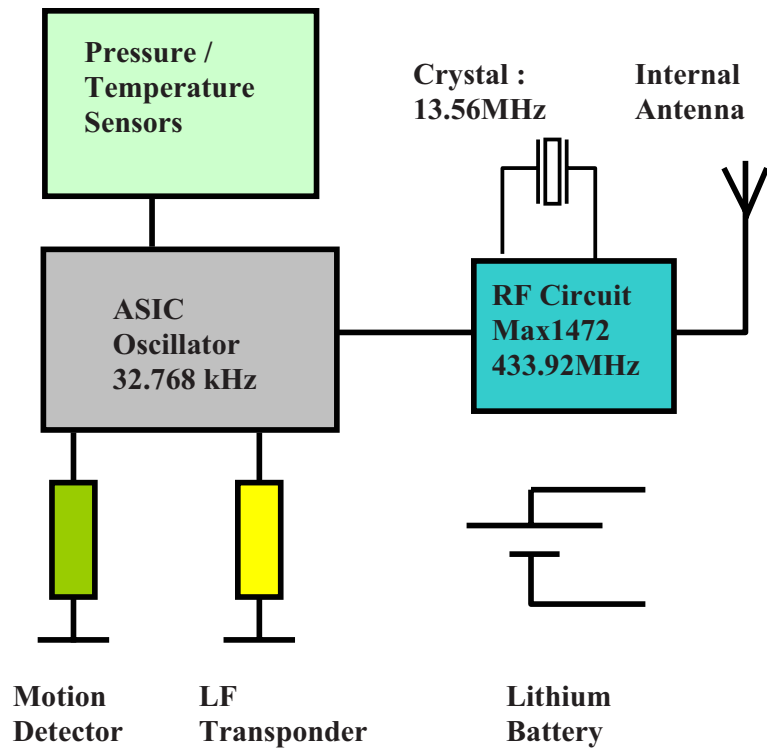 Pressure /
Temperature
Sensors
Crystal :
13.56MHz
Internal
Antenna
ASIC
Oscillator
32.768 kHz
RF Circuit
Max1472
433.92MHz
Motion
Detector
LF
Transponder
Lithium
Battery